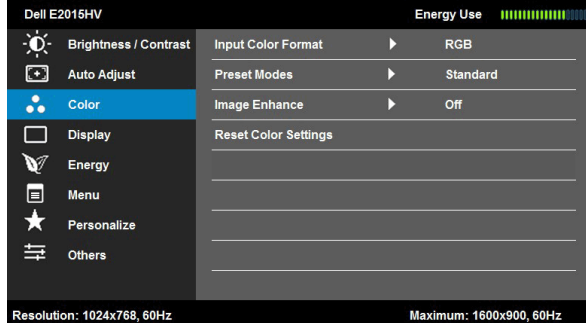 Dell E2015HV Energy Use
Brightness / Contrast Input Color Format RGB
Auto Adjust Preset Modes Standard
Color Image Enhance Off
Display Reset Color Settings
Energy
Menu
Personalize
Others
Resolution: 1024x768, 60Hz Maximum: 1600x900, 60Hz